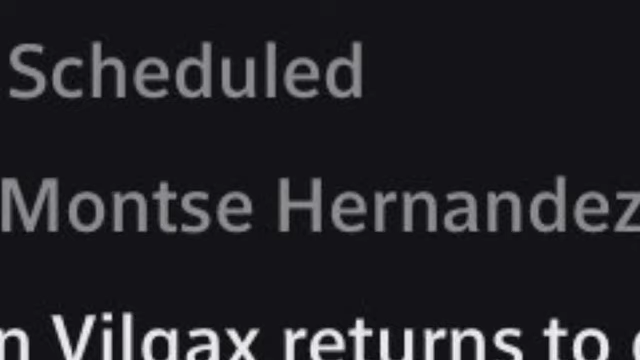 Scheduled
Montse Hernandez
Vilgax returns to